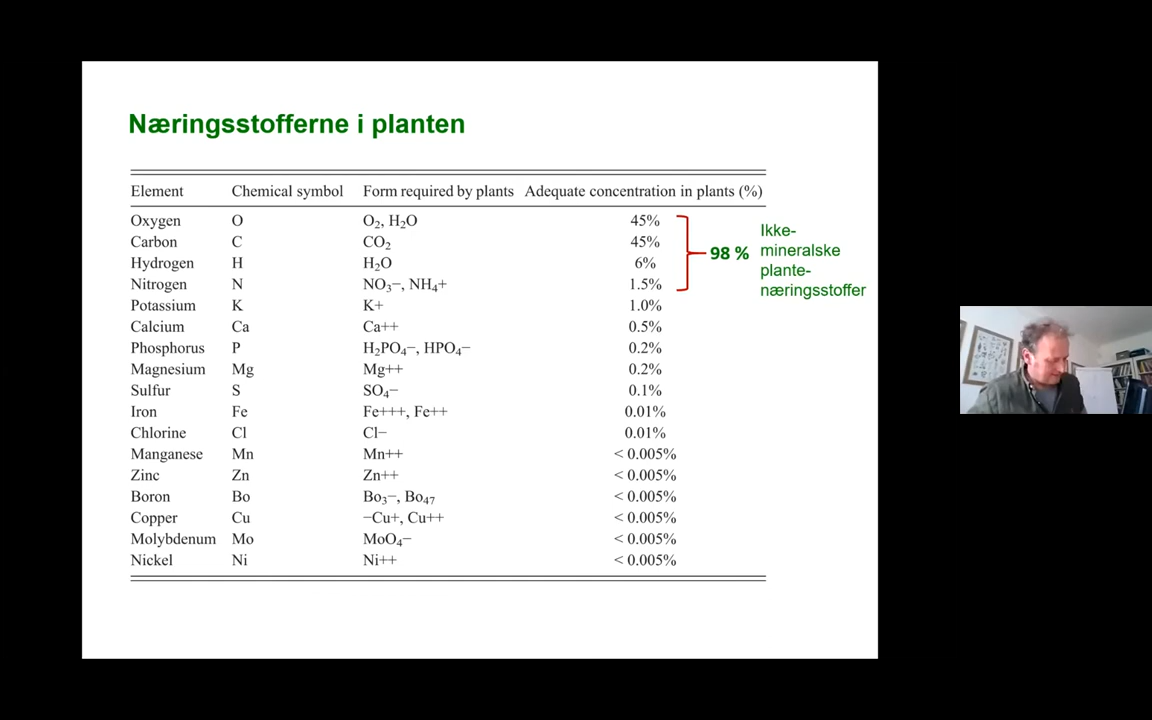 Næringsstofferne i planten
Element Chemical symbol Form required by plants Adequate concentration in plants (%)
Oxygen O O₂, H₂O 45%
Carbon C CO₂ 45%
Hydrogen H H₂O 6%
Nitrogen N NO₃−, NH₄+ 1.5%
98 %
Ikke-
mineralske
plante-
næringsstoffer
Potassium K K+ 1.0%
Calcium Ca Ca++ 0.5%
Phosphorus P H₂PO₄−, HPO₄− 0.2%
Magnesium Mg Mg++ 0.2%
Sulfur S SO₄− 0.1%
Iron Fe Fe+++, Fe++ 0.01%
Chlorine Cl Cl− 0.01%
Manganese Mn Mn++ < 0.005%
Zinc Zn Zn++ < 0.005%
Boron Bo Bo₃−, Bo₄₇ < 0.005%
Copper Cu −Cu+, Cu++ < 0.005%
Molybdenum Mo MoO₄− < 0.005%
Nickel Ni Ni++ < 0.005%